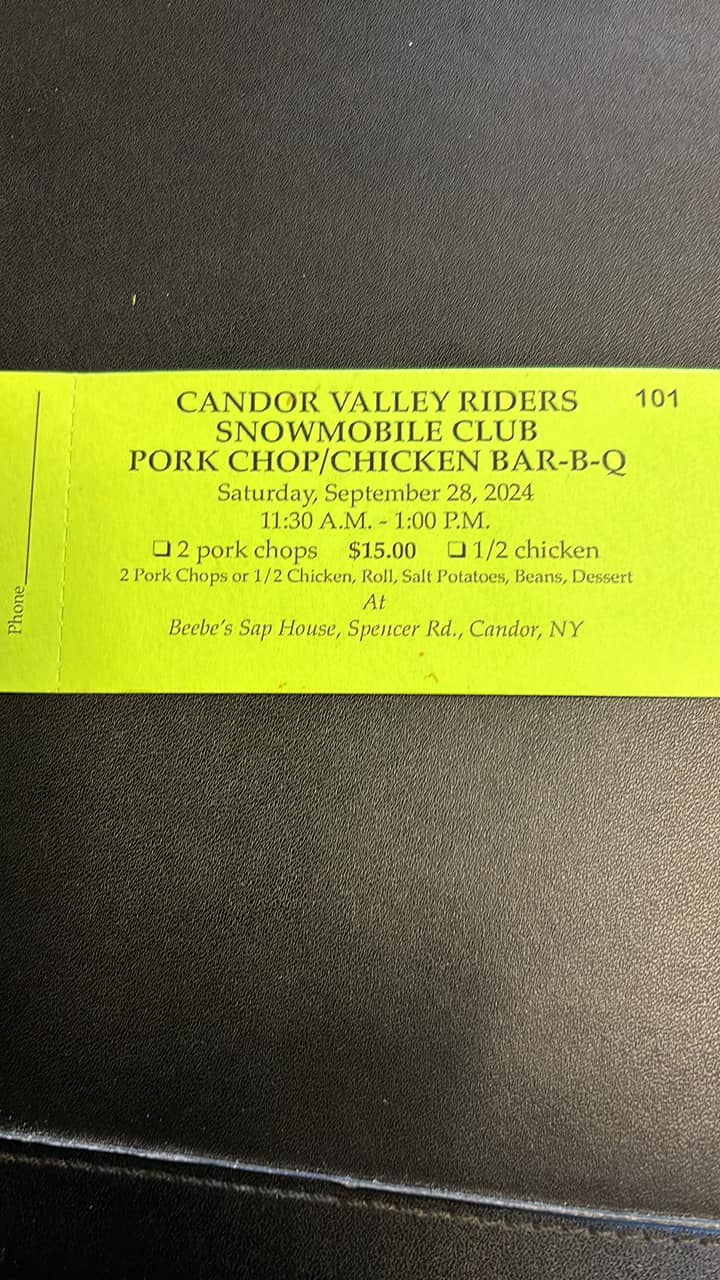 CANDOR VALLEY RIDERS 101
SNOWMOBILE CLUB
PORK CHOP/CHICKEN BAR-B-Q
Saturday, September 28, 2024
11:30 A.M. - 1:00 P.M.
❏ 2 pork chops $15.00 ❏ 1/2 chicken
2 Pork Chops or 1/2 Chicken, Roll, Salt Potatoes, Beans, Dessert
At
Beebe's Sap House, Spencer Rd., Candor, NY
Phone